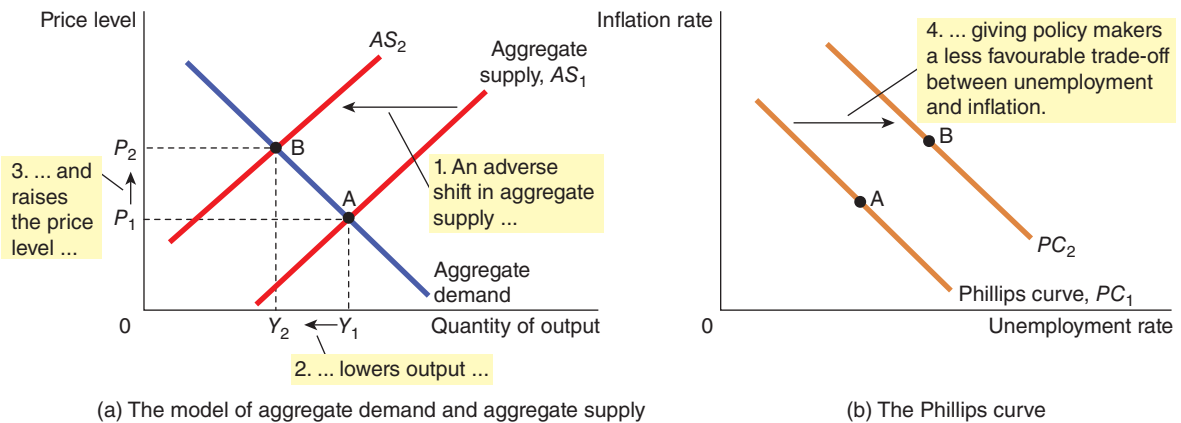 Price level
AS2
Aggregate
supply, AS1
P2
B
3. ... and
raises
the price
level ...
1. An adverse
shift in aggregate
supply ...
A
P1
Aggregate
demand
0
Y2
Y1
Quantity of output
2. ... lowers output ...
(a) The model of aggregate demand and aggregate supply
Inflation rate
4. ... giving policy makers
a less favourable trade-off
between unemployment
and inflation.
B
A
PC2
Phillips curve, PC1
0
Unemployment rate
(b) The Phillips curve